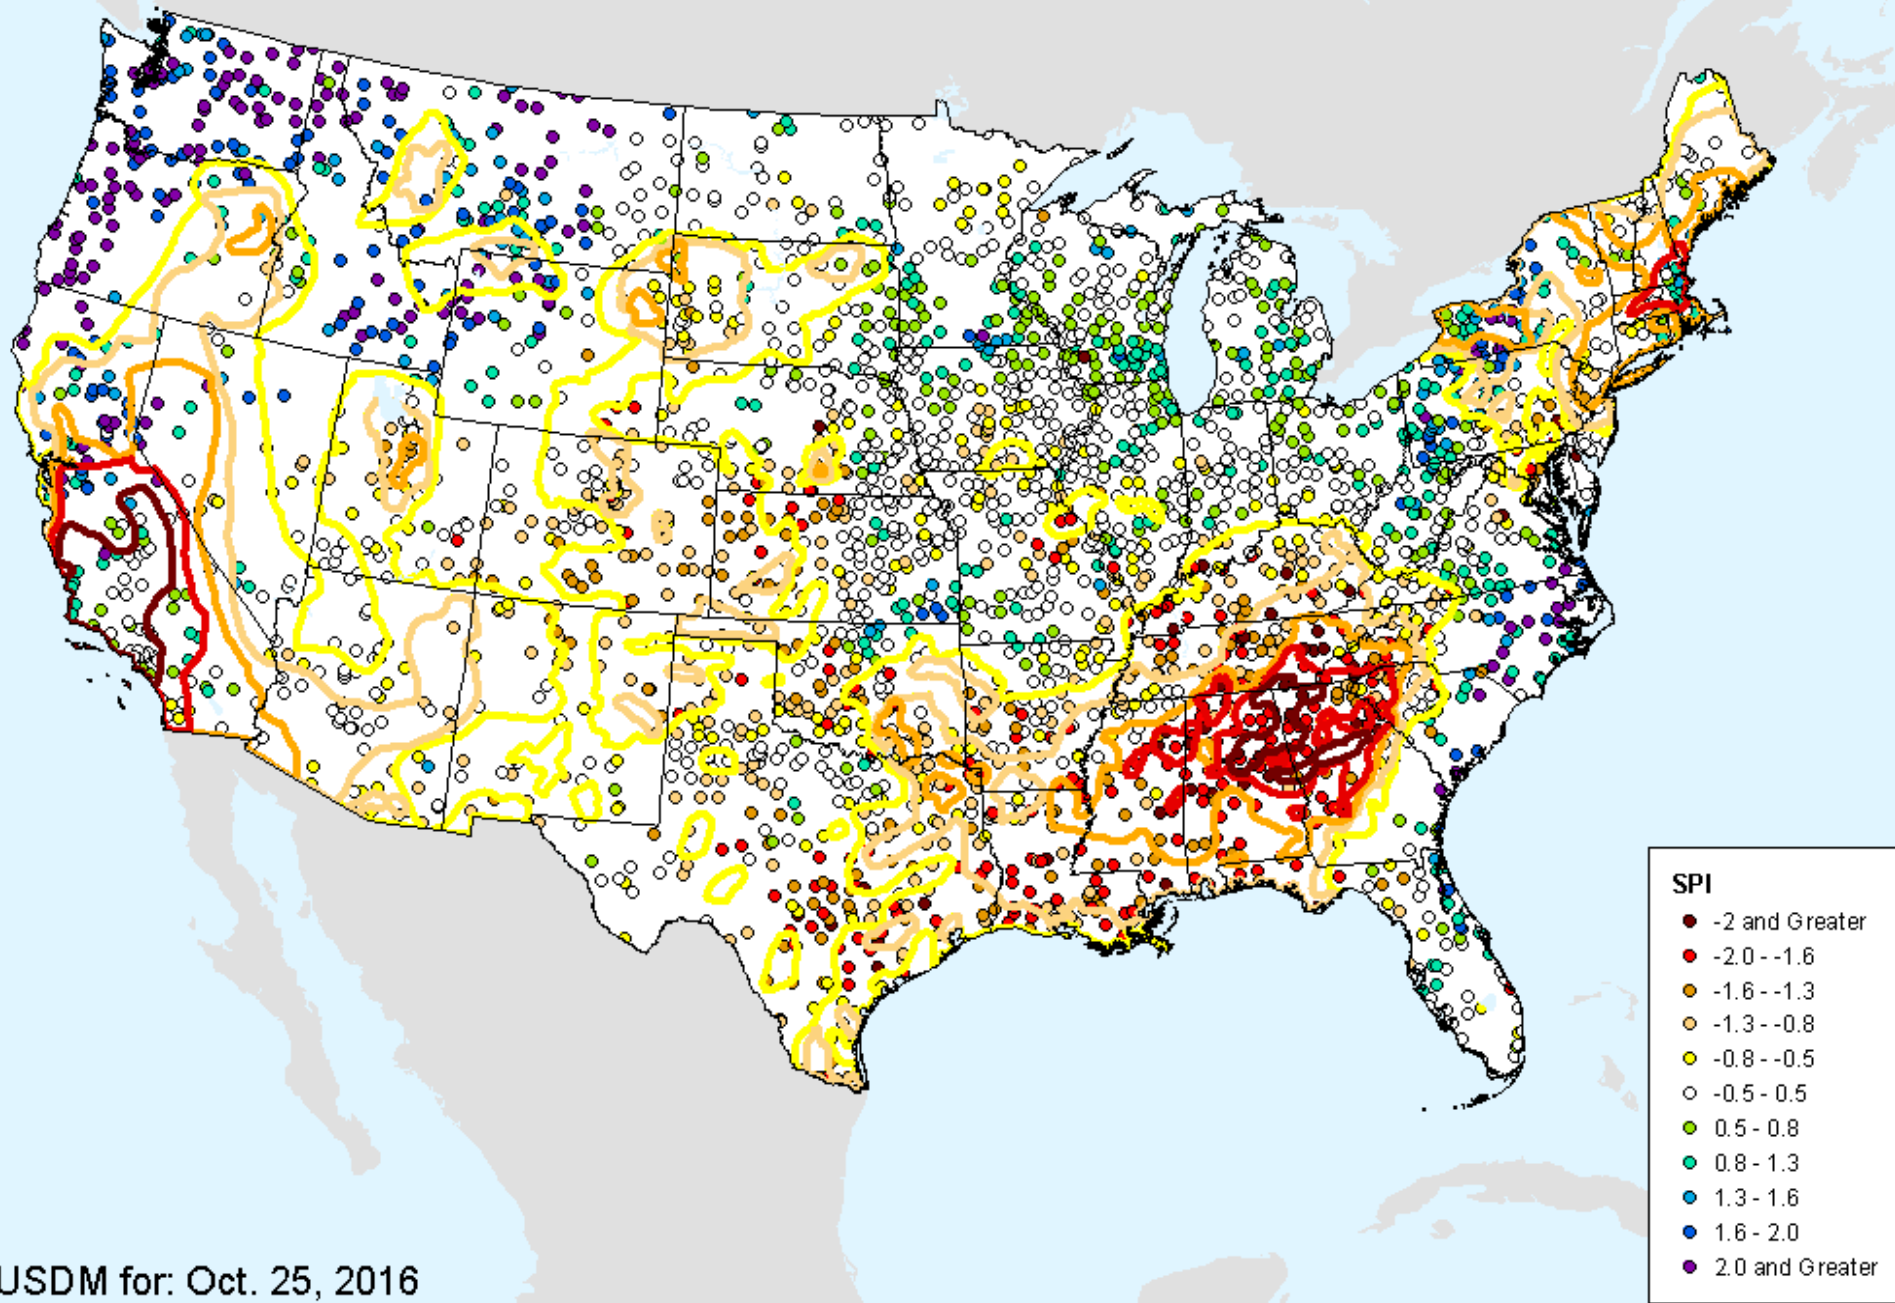 SPI
-2 and Greater
-2.0 - -1.6
-1.6 - -1.3
-1.3 - -0.8
-0.8 - -0.5
-0.5 - 0.5
0.5 - 0.8
0.8 - 1.3
1.3 - 1.6
1.6 - 2.0
2.0 and Greater
USDM for: Oct. 25, 2016